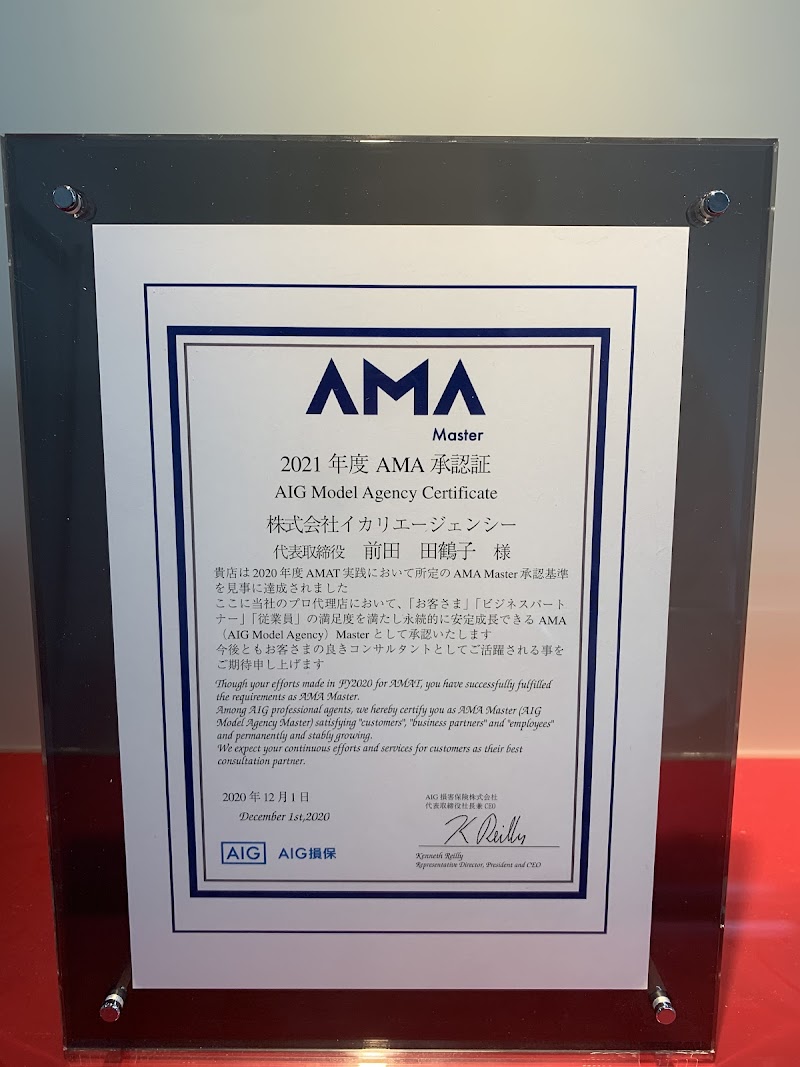 AMA
Master
2021 年度 AMA 承認証
AIG Model Agency Certificate
株式会社イカリエージェンシー
代表取締役　前田　田鶴子　様
貴店は 2020 年度 AMAT 実践において所定の AMA Master 承認基準
を見事に達成されました
ここに当社のプロ代理店において、「お客さま」「ビジネスパート
ナー」「従業員」の満足度を満たし永続的に安定成長できる AMA
（AIG Model Agency）Master として承認いたします
今後ともお客さまの良きコンサルタントとしてご活躍される事を
ご期待申し上げます
Though your efforts made in FY2020 for AMAT, you have successfully fulfilled
the requirements as AMA Master.
Among AIG professional agents, we hereby certify you as AMA Master (AIG
Model Agency Master) satisfying "customers", "business partners" and "employees"
and permanently and stably growing.
We expect your continuous efforts and services for customers as their best
consultation partner.
2020 年 12 月 1 日
December 1st,2020
AIG 損害保険株式会社
代表取締役社長兼 CEO
K Reilly
Kenneth Reilly
Representative Director, President and CEO
AIG AIG損保